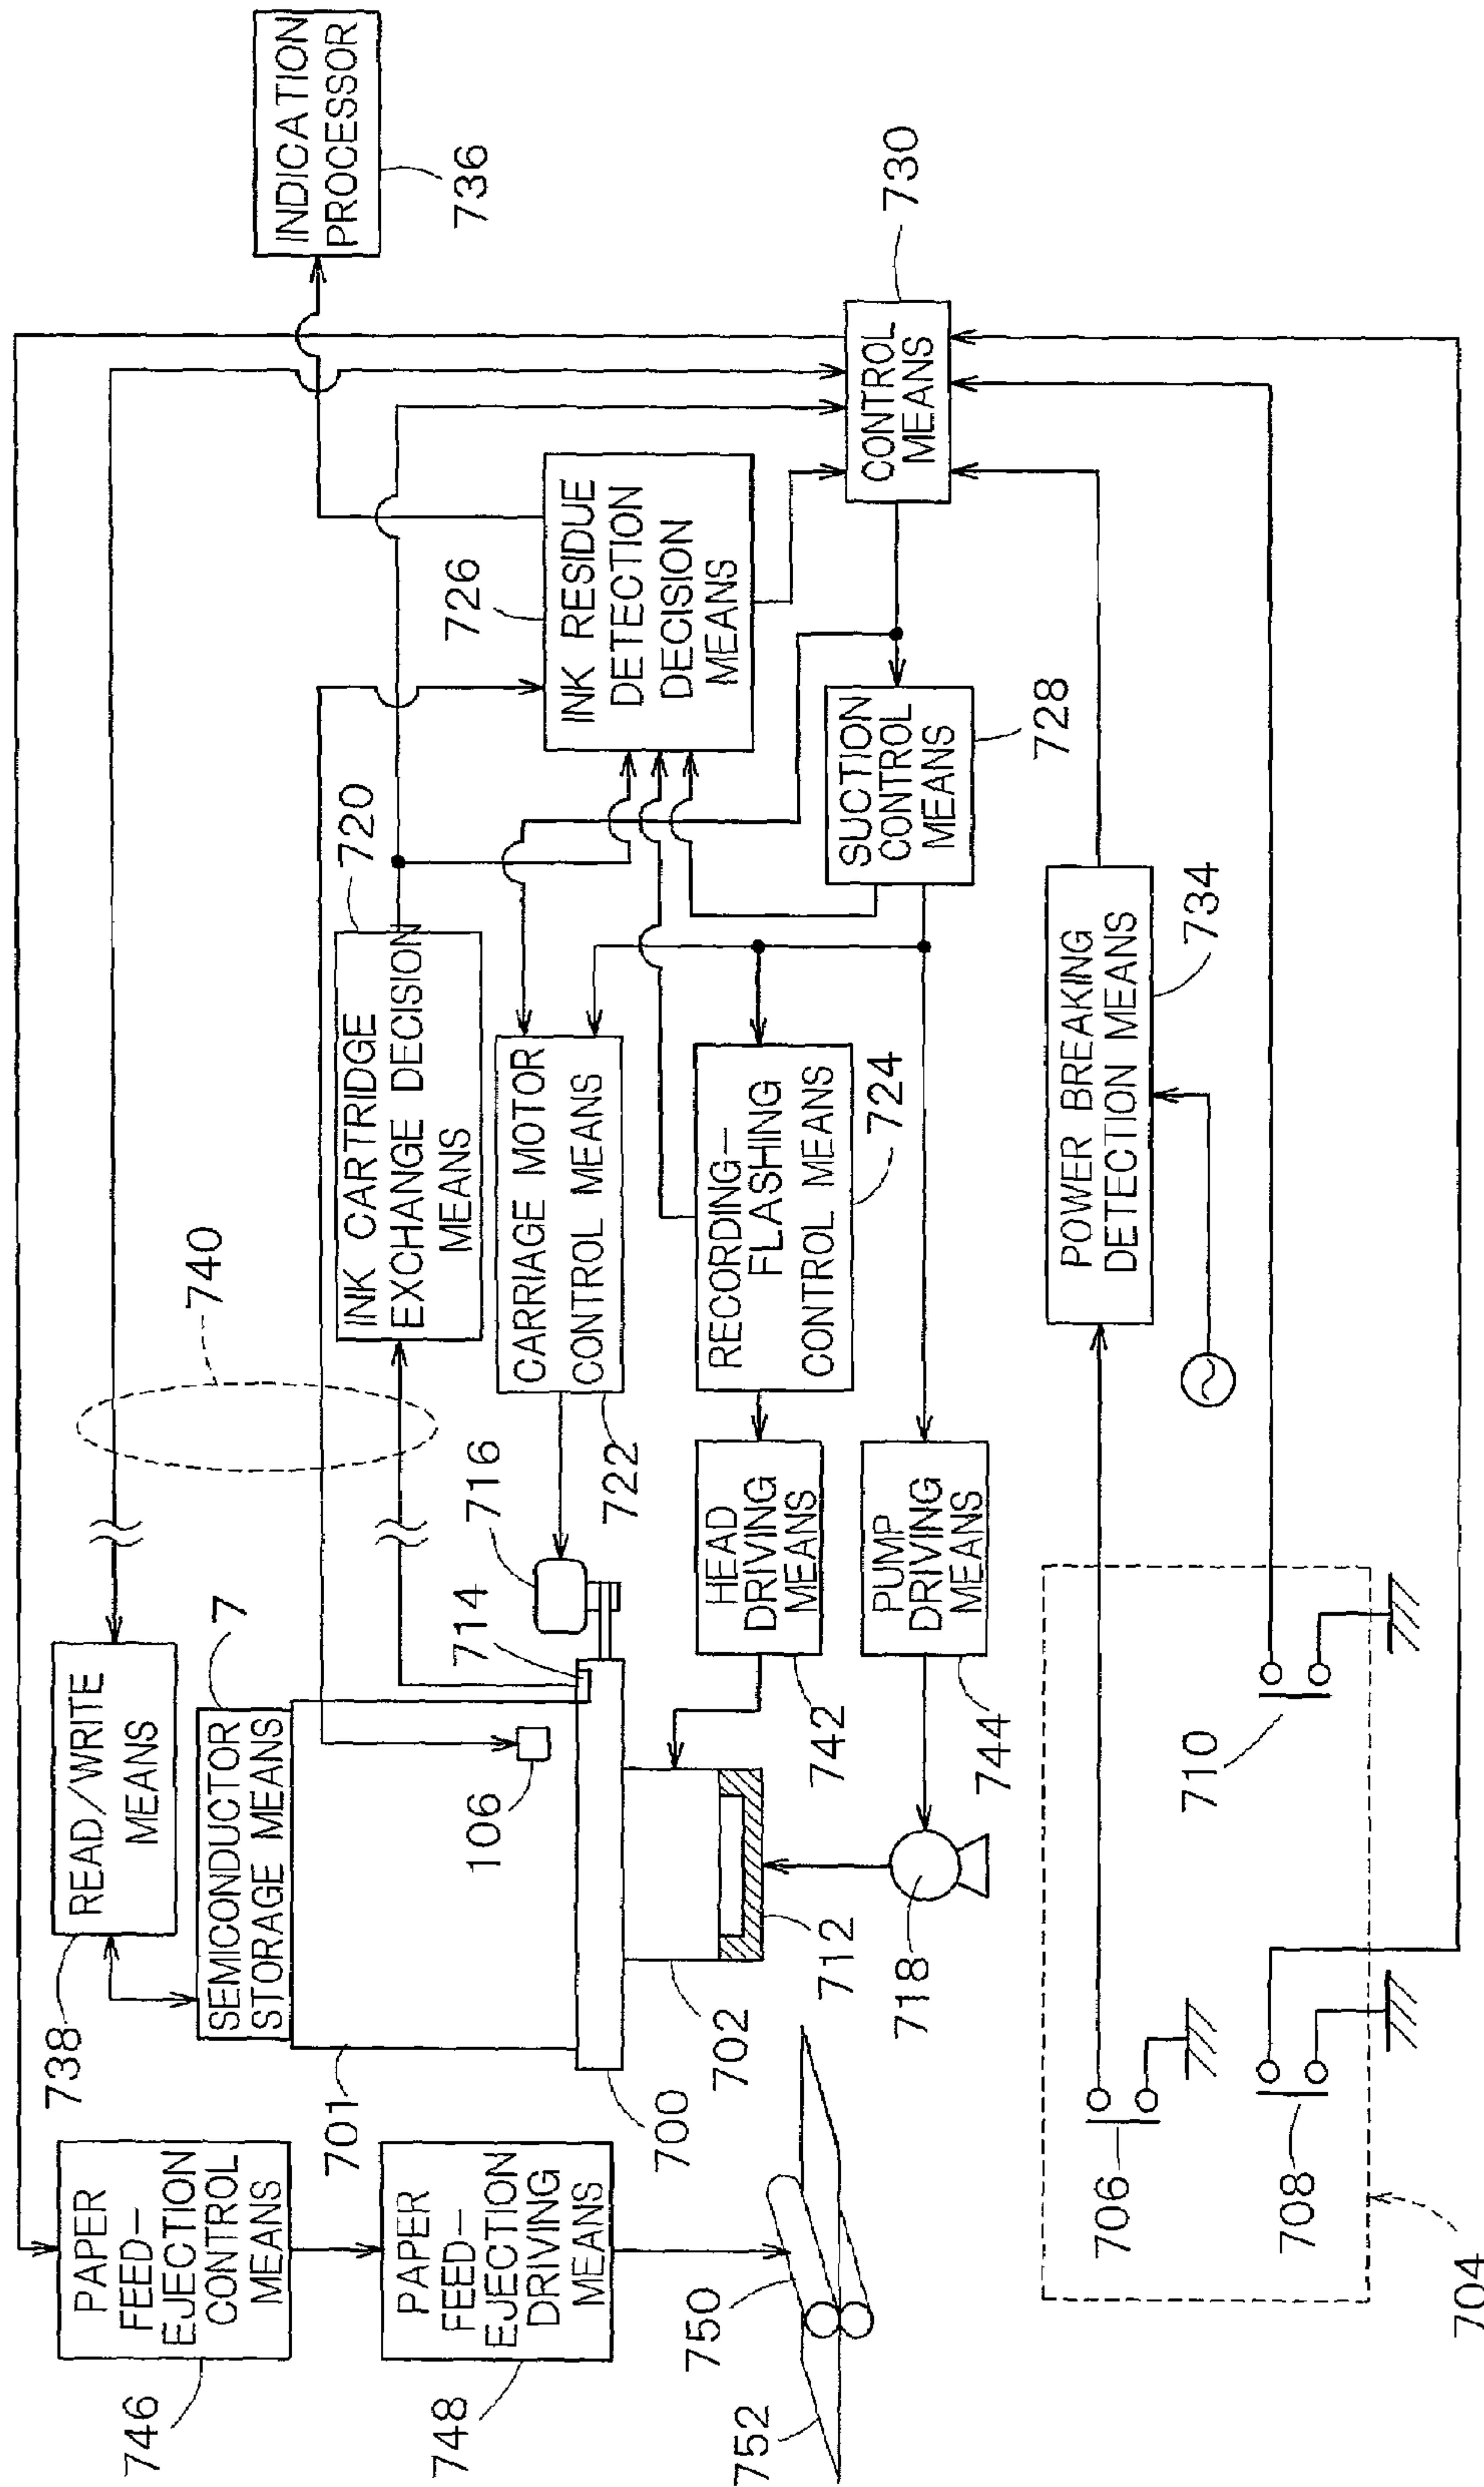 746
PAPER
FEED-
EJECTION
CONTROL
MEANS
748
PAPER
FEED-
EJECTION
DRIVING
MEANS
750
752
738
READ/WRITE
MEANS
7
SEMICONDUCTOR
STORAGE MEANS
701
700
106
714
716
702
712
718
740
720
INK CARTRIDGE
EXCHANGE DECISION
MEANS
CARRIAGE MOTOR
CONTROL MEANS
722
RECORDING-
FLASHING
CONTROL MEANS
724
HEAD
DRIVING
MEANS
742
PUMP
DRIVING
MEANS
744
726
INK RESIDUE
DETECTION
DECISION
MEANS
SUCTION
CONTROL
MEANS
728
INDICATION
PROCESSOR
736
730
CONTROL
MEANS
POWER BREAKING
DETECTION MEANS
734
706
708
710
704